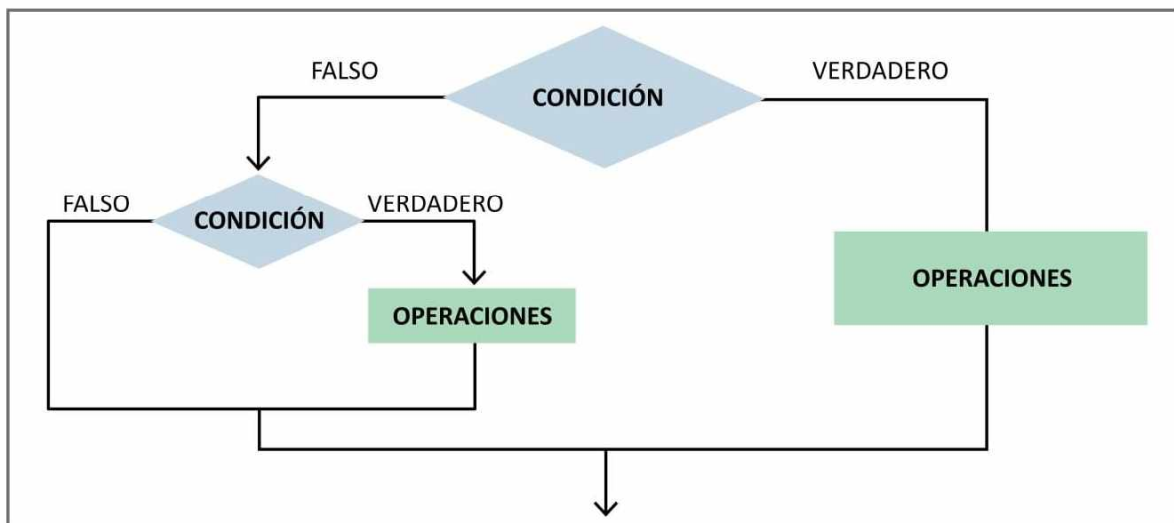 FALSO
VERDADERO
CONDICIÓN
FALSO
VERDADERO
CONDICIÓN
OPERACIONES
OPERACIONES